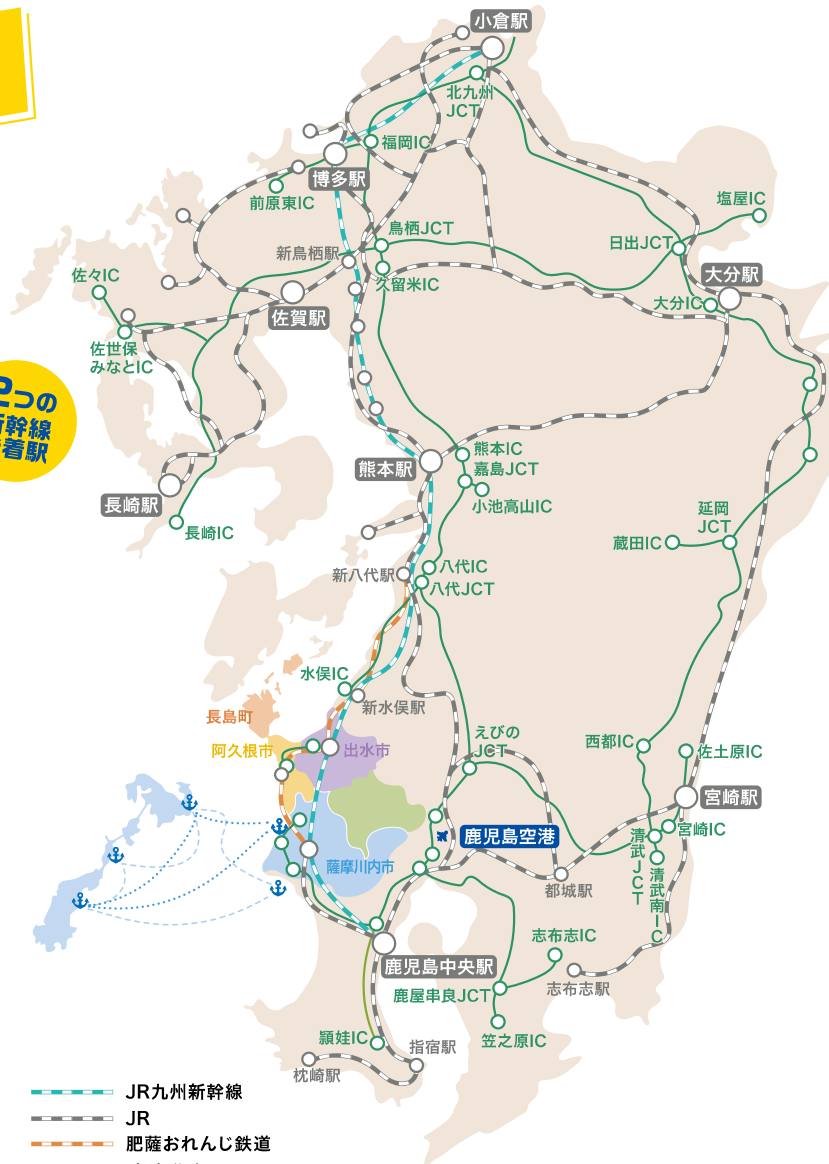 小倉駅
北九州
JCT
福岡IC
博多駅
前原東IC
塩屋IC
鳥栖JCT
日出JCT
新鳥栖駅
大分駅
佐々IC
久留米IC
大分IC
佐賀駅
佐世保
みなとIC
2つの
新幹線
着駅
熊本IC
嘉島JCT
熊本駅
小池高山IC
長崎駅
長崎IC
延岡
JCT
蔵田IC
八代IC
新八代駅
八代JCT
水俣IC
新水俣駅
長島町
阿久根市
出水市
えびの
JCT
西都IC
佐土原IC
宮崎駅
宮崎IC
鹿児島空港
清武JCT
清武南IC
薩摩川内市
都城駅
志布志IC
鹿児島中央駅
鹿屋串良JCT
志布志駅
笠之原IC
頴娃IC
指宿駅
枕崎駅
JR九州新幹線
JR
肥薩おれんじ鉄道